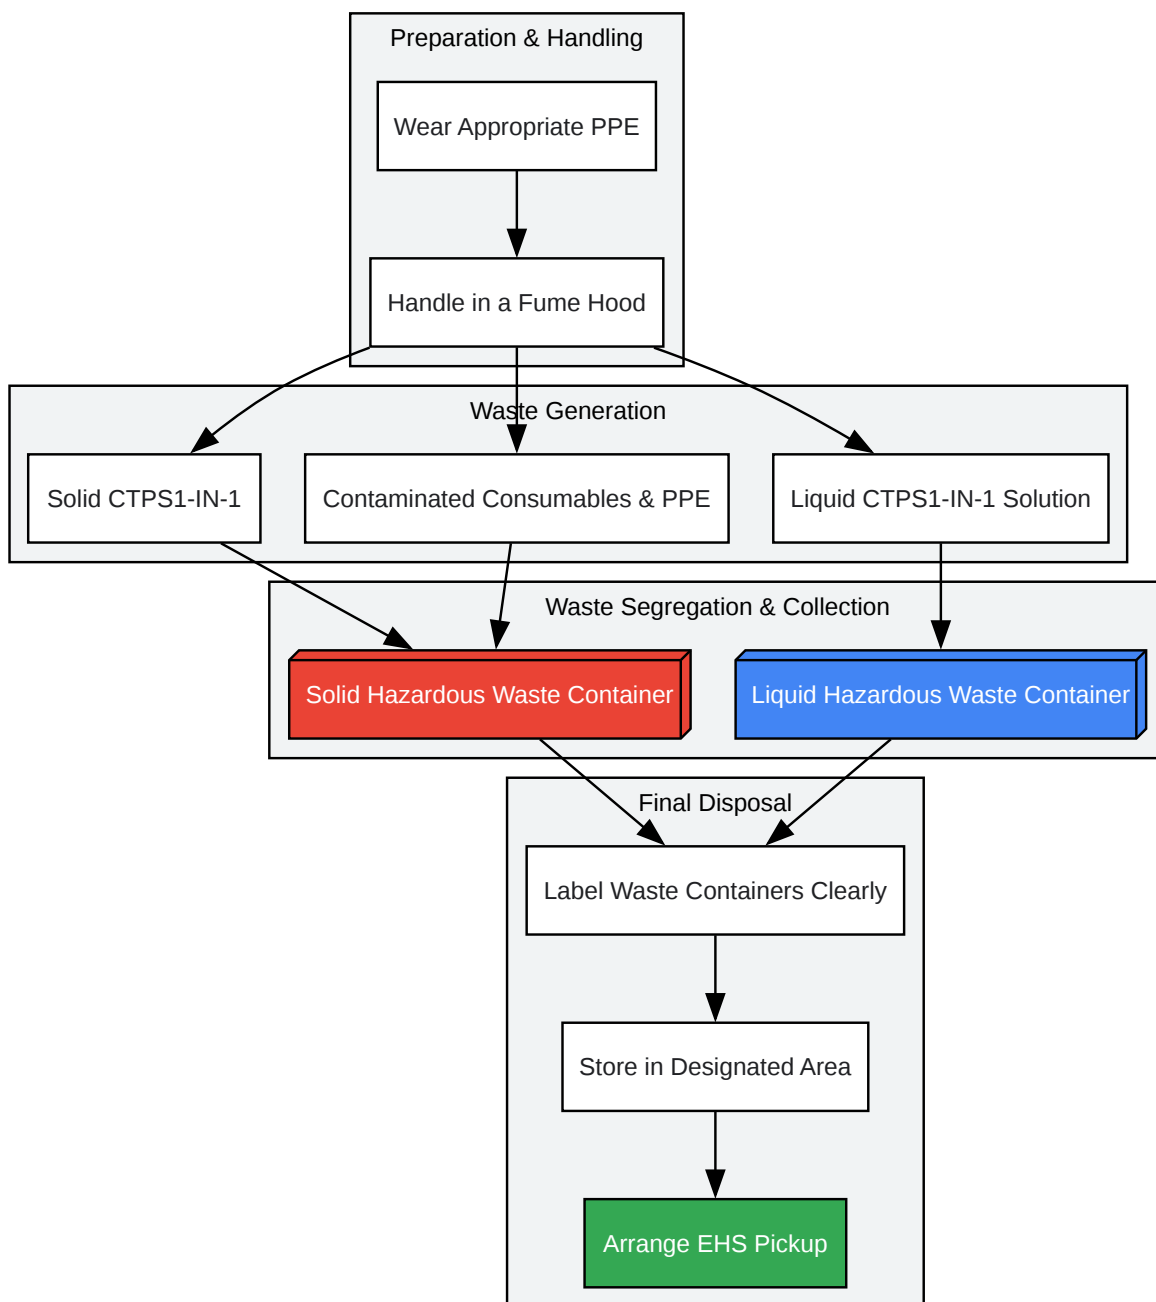 Preparation & Handling
Wear Appropriate PPE
Handle in a Fume Hood
Waste Generation
Solid CTPS1-IN-1
Contaminated Consumables & PPE
Liquid CTPS1-IN-1 Solution
Waste Segregation & Collection
Solid Hazardous Waste Container
Liquid Hazardous Waste Container
Final Disposal
Label Waste Containers Clearly
Store in Designated Area
Arrange EHS Pickup